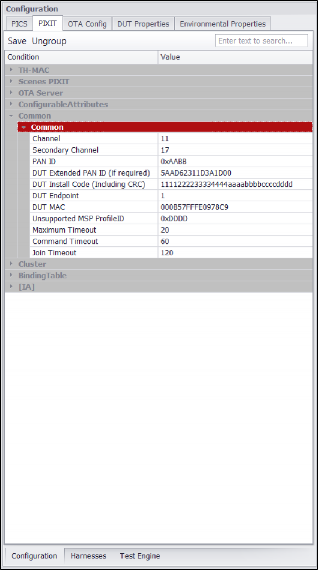 Configuration
PICS PIXIT OTA Config DUT Properties Environmental Properties
Save Ungroup Enter text to search...
Condition Value
TH-MAC
Scenes PIXIT
OTA Server
ConfigurableAttributes
Common
Common
Channel 11
Secondary Channel 17
PAN ID 0xAABB
DUT Extended PAN ID (if required) 5AAD62311D3A1D00
DUT Install Code (Including CRC) 1111222233334444aaaabbbbccccdddd
DUT Endpoint 1
DUT MAC 000B57FFFE0978C9
Unsupported MSP ProfileID 0xDDDD
Maximum Timeout 20
Command Timeout 60
Join Timeout 120
Cluster
BindingTable
[IA]
Configuration Harnesses Test Engine